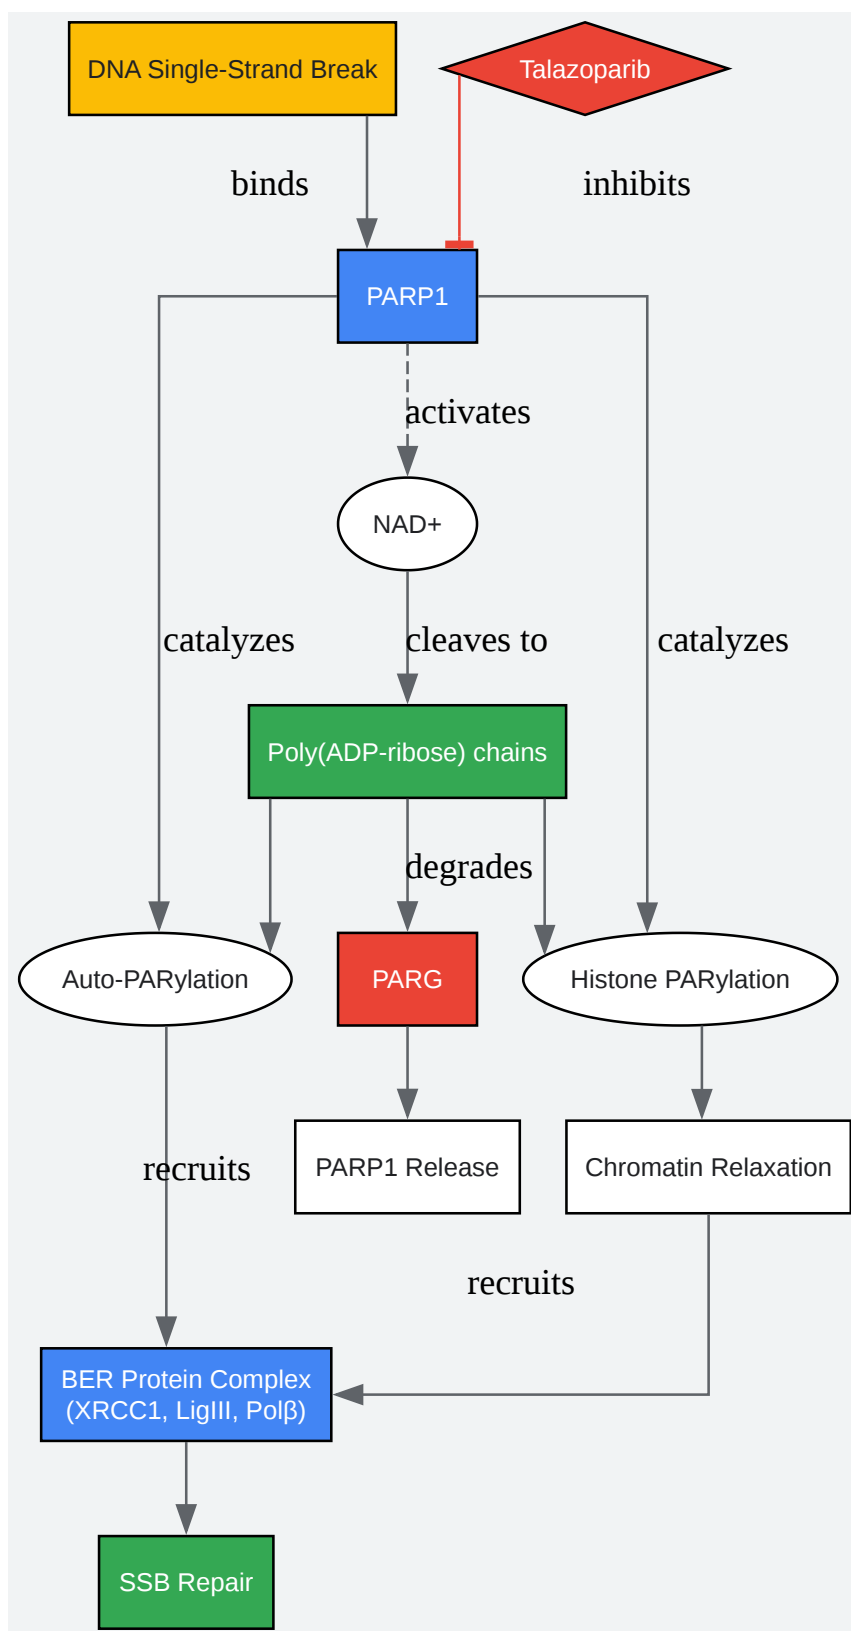 DNA Single-Strand Break
Talazoparib
binds
inhibits
PARP1
activates
NAD+
catalyzes
cleaves to
catalyzes
Poly(ADP-ribose) chains
degrades
Auto-PARylation
PARG
Histone PARylation
recruits
PARP1 Release
Chromatin Relaxation
recruits
BER Protein Complex
(XRCC1, LigIII, Polβ)
SSB Repair